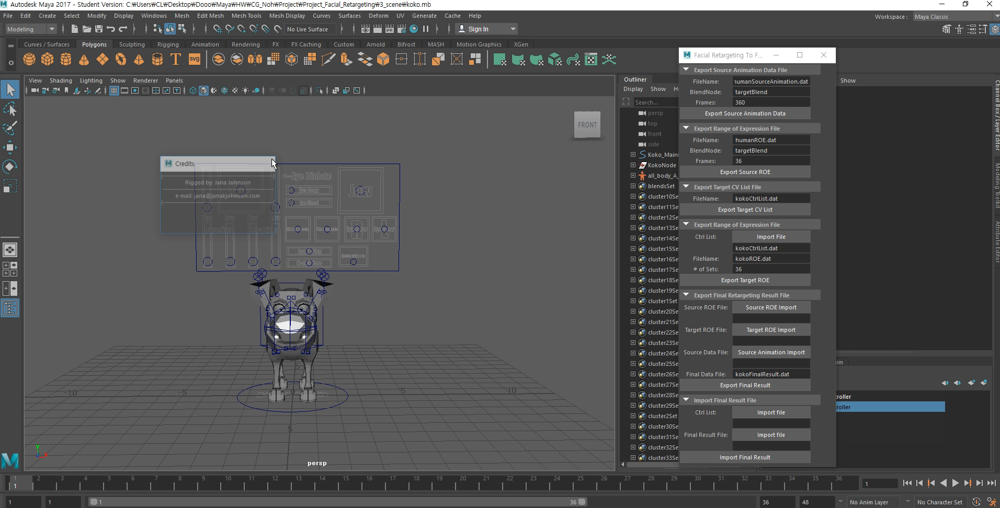 Autodesk Maya 2017 - Student Version: C:₩Users₩CL₩Desktop₩Dooo₩Maya₩HW₩CG_Noh₩Project₩Project_Facial_Retargeting₩3_scene₩koko.mb
File Edit Create Select Modify Display Windows Mesh Edit Mesh Mesh Tools Mesh Display Curves Surfaces Deform UV Generate Cache Help
Workspace : Maya Classic
Modeling No Live Surface Sign In
Curves / Surfaces Polygons Sculpting Rigging Animation Rendering FX FX Caching Custom Arnold Bifrost MASH Motion Graphics XGen
T svg
IPR
View Shading Lighting Show Renderer Panels
FRONT
Credits
Rigged by: Jana Johnson
e-mail: jana@janakjohnson.com
<--Eye Dialate
Jaw
R
L
-10 -5 5 10
5
5
persp
Outliner
Display Show H
Search...
persp
top
front
side
Koko_Main
KokoNode
all_body_A_
blendsSet
cluster10Se
cluster11Se
cluster12Se
cluster13Se
cluster14Se
cluster15Se
cluster16Se
cluster17Se
cluster18Se
cluster19Se
cluster1Set
cluster20Se
cluster21Se
cluster22Se
cluster23Se
cluster24Se
cluster25Se
cluster26Se
cluster27Se
cluster28Se
cluster29Se
cluster2Set
cluster30Se
cluster31Se
cluster32Se
cluster33Se
Facial Retargeting To F...
Export Source Animation Data File
FileName: humanSourceAnimation.dat
BlendNode: targetBlend
Frames: 360
Export Source Animation Data
Export Range of Expression File
FileName: humanROE.dat
BlendNode: targetBlend
Frames: 36
Export Source ROE
Export Target CV List File
FileName: kokoCtrlList.dat
Export Target CV List
Export Range of Expression File
Ctrl List: Import File
kokoCtrlList.dat
FileName: kokoROE.dat
# of Sets: 36
Export Target ROE
Export Final Retargeting Result File
Source ROE File: Source ROE Import
Target ROE File: Target ROE Import
Source Data File: Source Animation Import
Final Data File: kokoFinalResult.dat
Export Final Result
Import Final Result File
Ctrl List: Import file
Final Result File: Import file
Import Final Result
Show
im
troller
roller
Channel Box / Layer Editor
Modeling Toolkit
Attribute Editor
1 2 3 4 5 6 7 8 9 10 11 12 13 14 15 16 17 18 19 20 21 22 23 24 25 26 27 28 29 30 31 32 33 34 35 36
1
1
1 1 1 36 36 48 No Anim Layer No Character Set